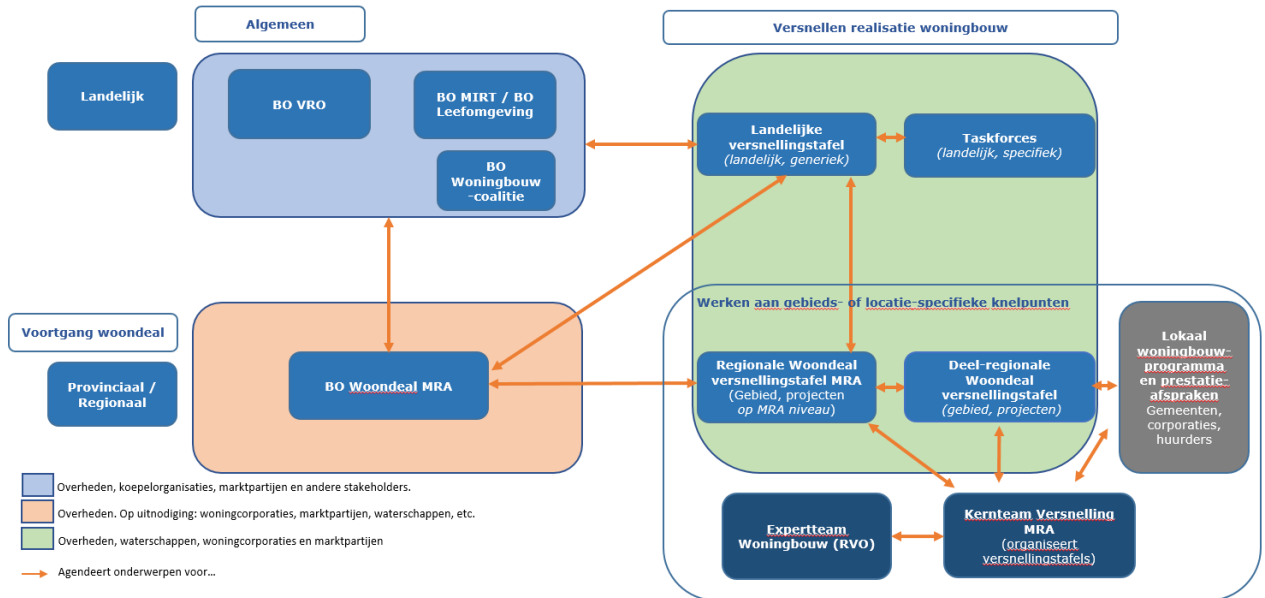 Algemeen
Versnellen realisatie woningbouw
Landelijk
BO VRO
BO MIRT / BO
Leefomgeving
BO
Woningbouw
-coalitie
Landelijke
versnellingstafel
(landelijk, generiek)
Taskforces
(landelijk, specifiek)
Werken aan gebieds- of locatie-specifieke knelpunten
Voortgang woondeal
Provinciaal /
Regionaal
BO Woondeal MRA
Regionale Woondeal
versnellingstafel MRA
(Gebied, projecten
op MRA niveau)
Deel-regionale
Woondeal
versnellingstafel
(gebied, projecten)
Lokaal
woningbouw-
programma
en prestatie-
afspraken
Gemeenten,
corporaties,
huurders
Expertteam
Woningbouw (RVO)
Kernteam Versnelling
MRA
(organiseert
versnellingstafels)
Overheden, koepelorganisaties, marktpartijen en andere stakeholders.
Overheden. Op uitnodiging: woningcorporaties, marktpartijen, waterschappen, etc.
Overheden, waterschappen, woningcorporaties en marktpartijen
Agendeert onderwerpen voor...